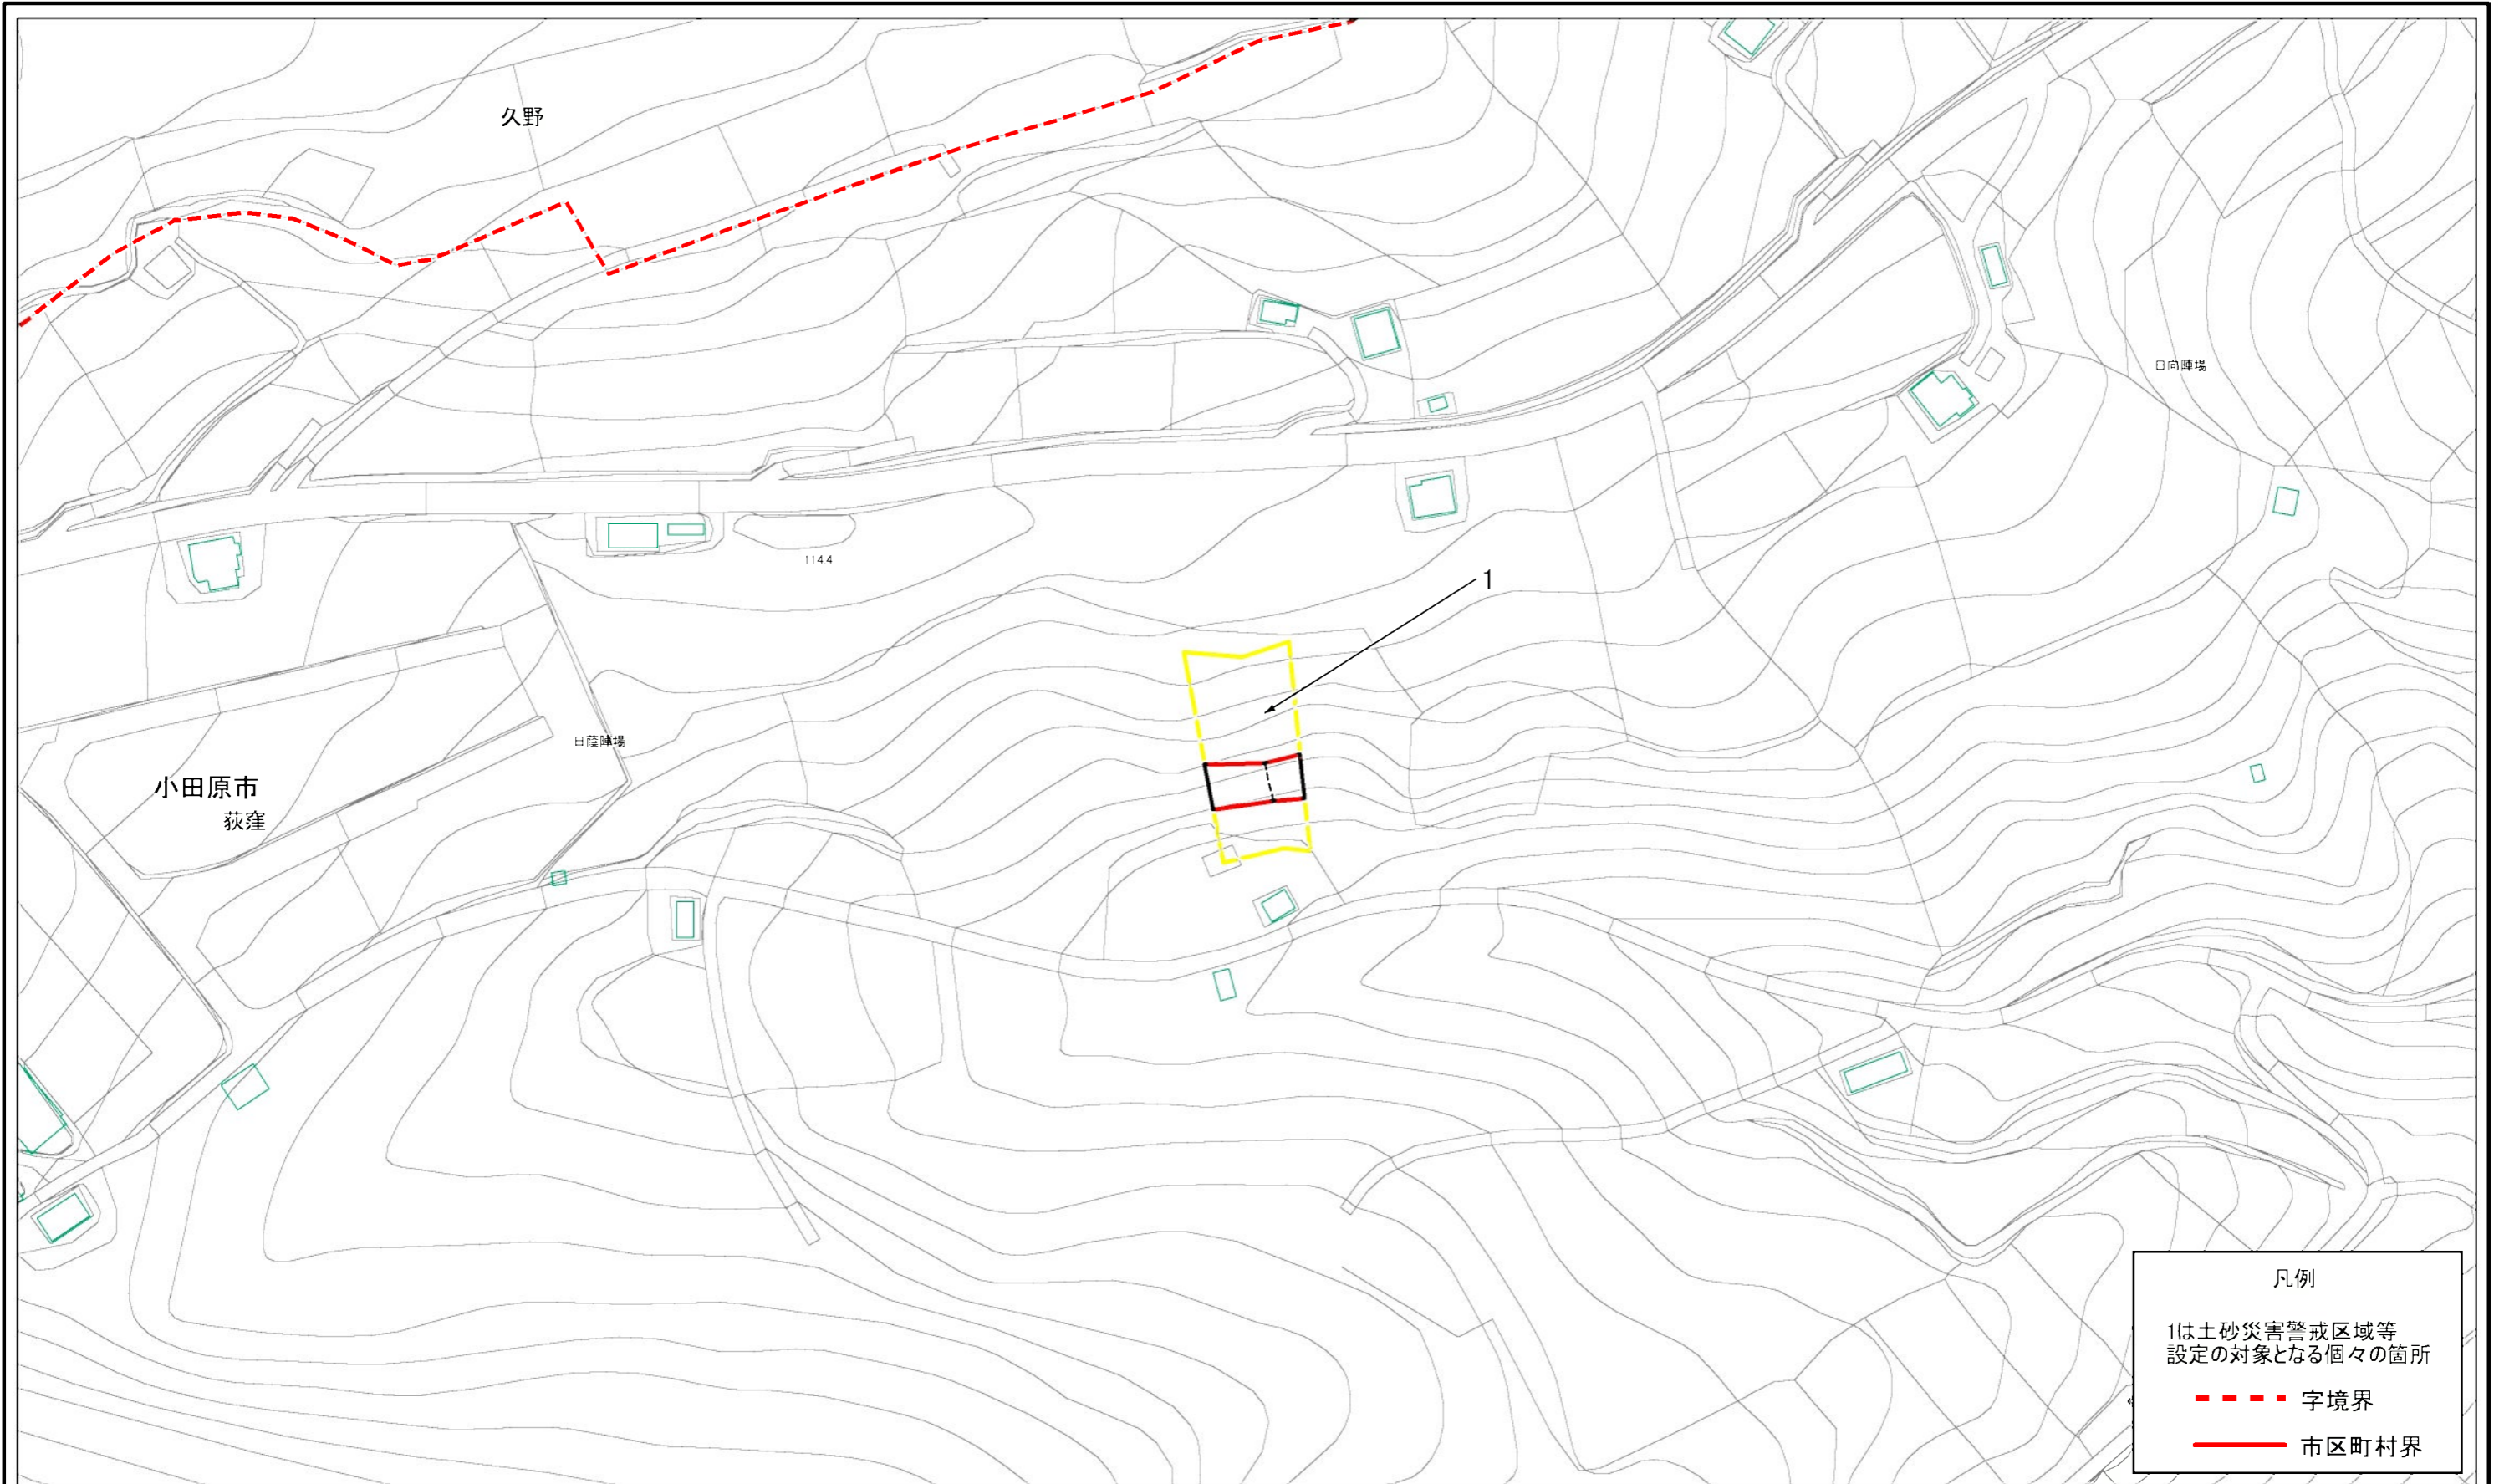 久野
日向陣場
1144
1
日蔭陣場
小田原市
荻窪
凡例
1は土砂災害警戒区域等
設定の対象となる個々の箇所
字境界
市区町村界